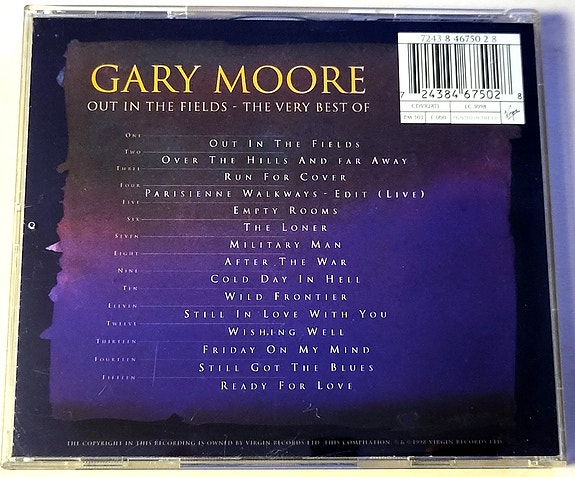 7243 8 46750 2 8
7 24384 67502 8
GARY MOORE
OUT IN THE FIELDS - THE VERY BEST OF
ONE OUT IN THE FIELDS
TWO OVER THE HILLS AND FAR AWAY
THREE RUN FOR COVER
FOUR PARISIENNE WALKWAYS - EDIT (LIVE)
FIVE EMPTY ROOMS
SIX THE LONER
SEVEN MILITARY MAN
EIGHT AFTER THE WAR
NINE COLD DAY IN HELL
TEN WILD FRONTIER
ELEVEN STILL IN LOVE WITH YOU
TWELVE WISHING WELL
THIRTEEN FRIDAY ON MY MIND
FOURTEEN STILL GOT THE BLUES
FIFTEEN READY FOR LOVE
THE COPYRIGHT IN THIS RECORDING IS OWNED BY VIRGIN RECORDS LTD. THIS COMPILATION ℗ & © 1998 VIRGIN RECORDS LTD.